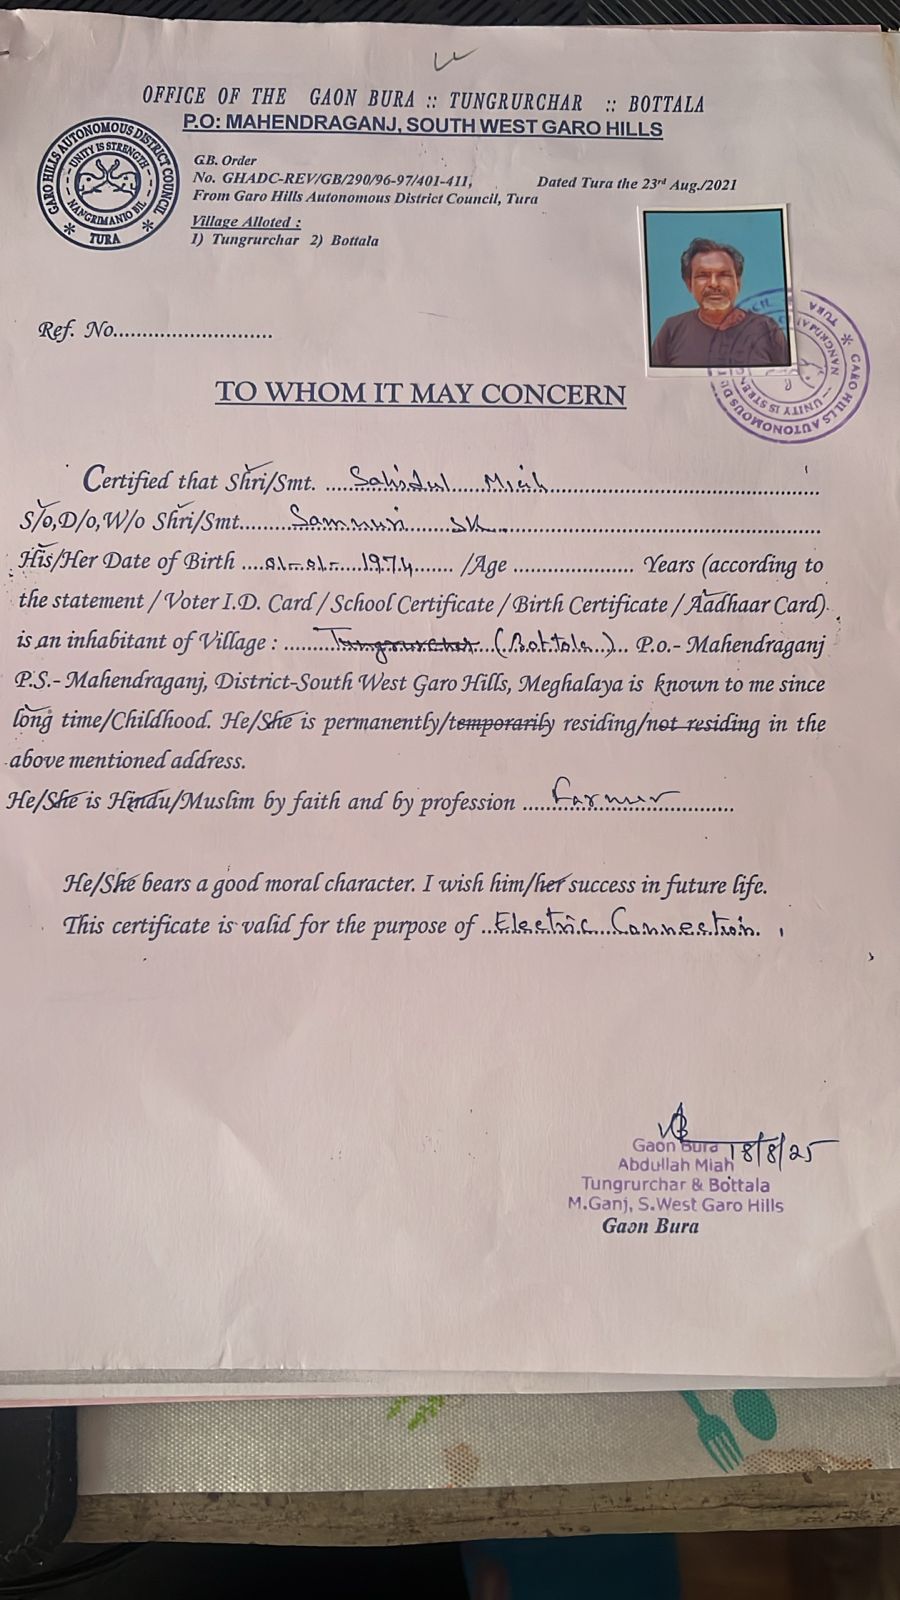 OFFICE OF THE GAON BURA :: TUNGRURCHAR :: BOTTALA
P.O: MAHENDRAGANJ, SOUTH WEST GARO HILLS
GARO HILLS AUTONOMOUS DISTRICT COUNCIL
UNITY IS STRENGTH
NANGRIMANIO BIL
TURA
G.B. Order
No. GHADC-REV/GB/290/96-97/401-411, Dated Tura the 23rd Aug./2021
From Garo Hills Autonomous District Council, Tura
Village Alloted :
1) Tungrurchar 2) Bottala
Ref. No...........................
TO WHOM IT MAY CONCERN
Certified that Shri/Smt. .....Sahidul.....Miah..................................................
S/o,D/o,W/o Shri/Smt.........Sammuri SK............................................................
His/Her Date of Birth ....01-01-1974....... /Age ...................... Years (according to
the statement / Voter I.D. Card / School Certificate / Birth Certificate / Aadhaar Card)
is an inhabitant of Village : ......Tungrurchar...(Bottola..).. P.o.- Mahendraganj
P.S.- Mahendraganj, District-South West Garo Hills, Meghalaya is known to me since
long time/Childhood. He/She is permanently/temporarily residing/not residing in the
above mentioned address.
He/She is Hindu/Muslim by faith and by profession .....Farmer..........
He/She bears a good moral character. I wish him/her success in future life.
This certificate is valid for the purpose of ..Electric...Connection.
18/8/25
Gaon Bura
Abdullah Miah
Tungrurchar & Bottala
M.Ganj, S.West Garo Hills
Gaon Bura